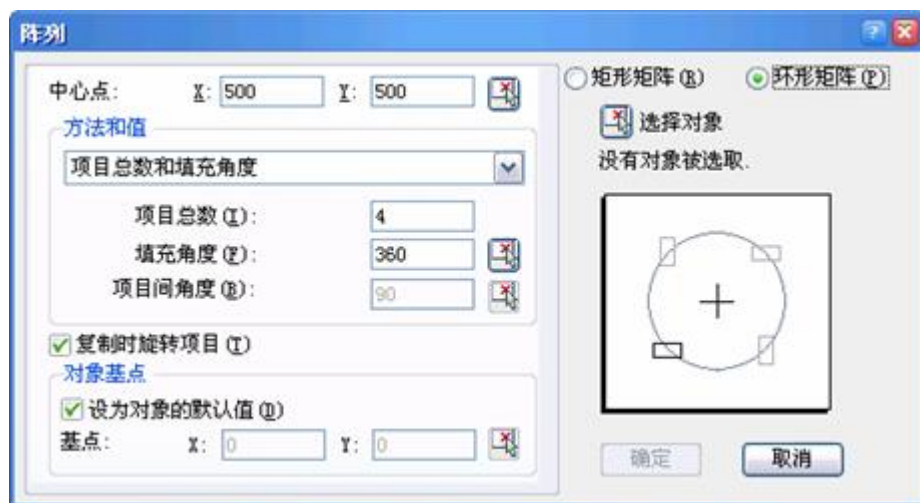 阵列
中心点: X: 500 Y: 500
方法和值
项目总数和填充角度
项目总数(I): 4
填充角度(F): 360
项目间角度(B): 90
复制时旋转项目(T)
对象基点
设为对象的默认值(D)
基点: X: 0 Y: 0
矩形矩阵(R) 环形矩阵(P)
选择对象
没有对象被选取.
确定 取消